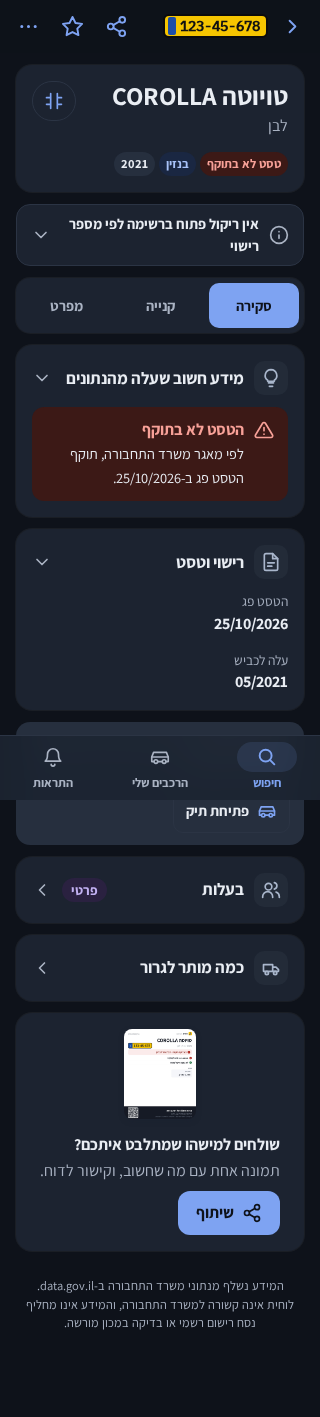 123-45-678
טויוטה COROLLA
לבן
טסט לא בתוקף
בנזין
2021
אין ריקול פתוח ברשימה לפי מספר
רישוי
סקירה
קנייה
מפרט
מידע חשוב שעלה מהנתונים
הטסט לא בתוקף
לפי מאגר משרד התחבורה, תוקף
הטסט פג ב-25/10/2026.
רישוי וטסט
הטסט פג
25/10/2026
עלה לכביש
05/2021
חיפוש
הרכבים שלי
התראות
פתיחת תיק
בעלות
פרטי
כמה מותר לגרור
שולחים למישהו שמתלבט איתכם?
תמונה אחת עם מה שחשוב, וקישור לדוח.
שיתוף
המידע נשלף מנתוני משרד התחבורה ב-data.gov.il.
לוחית אינה קשורה למשרד התחבורה, והמידע אינו מחליף
נסח רישום רשמי או בדיקה במכון מורשה.